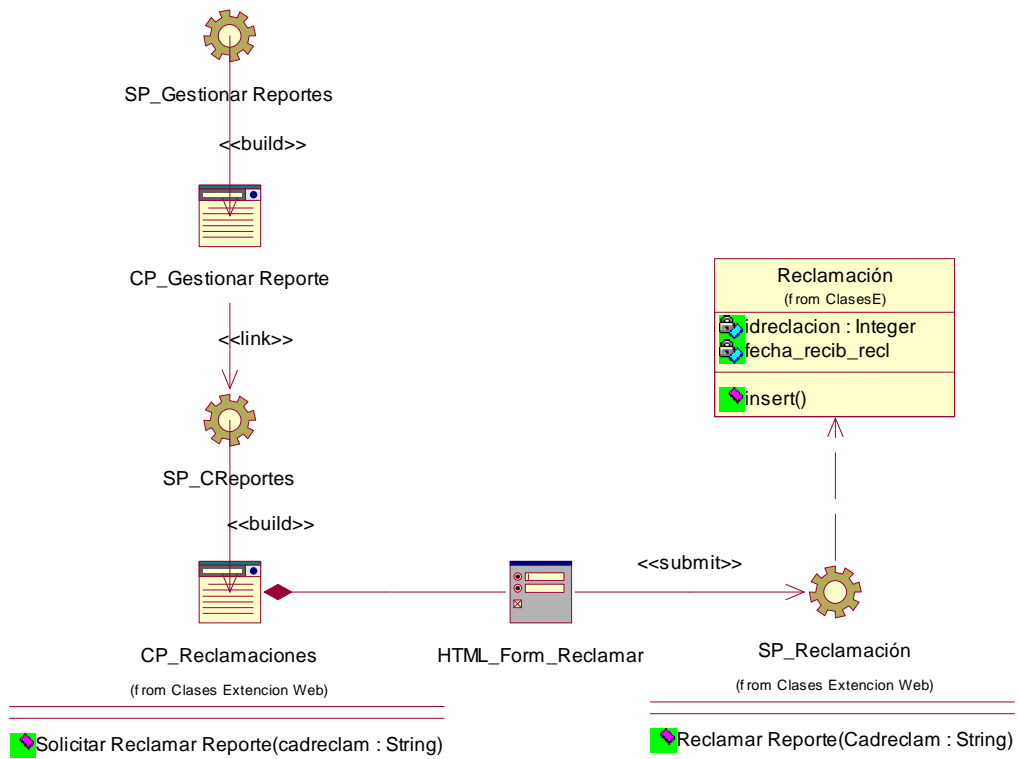 SP_Gestionar Reportes
<<build>>
CP_Gestionar Reporte
<<link>>
SP_CReportes
<<build>>
CP_Reclamaciones
(from Clases Extencion Web)
Solicitar Reclamar Reporte(cadreclam : String)
HTML_Form_Reclamar
<<submit>>
Reclamación
(from ClasesE)
idreclacion : Integer
fecha_recib_recl
insert()
SP_Reclamación
(from Clases Extencion Web)
Reclamar Reporte(Cadreclam : String)